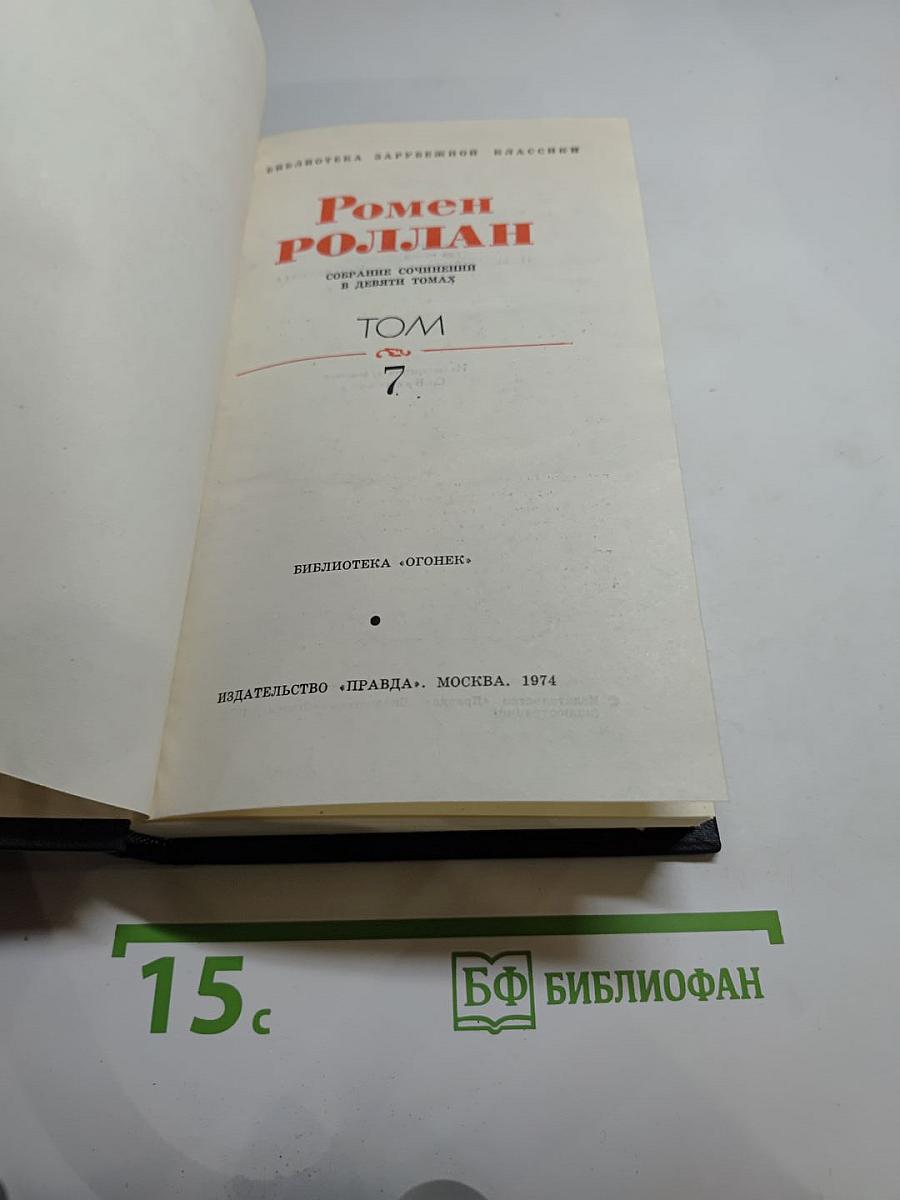 БИБЛИОТЕКА ЗАРУБЕЖНОЙ КЛАССИКИ
Ромен
РОЛЛАН
СОБРАНИЕ СОЧИНЕНИЙ
В ДЕВЯТИ ТОМАХ
ТОМ
7
БИБЛИОТЕКА «ОГОНЕК»
ИЗДАТЕЛЬСТВО «ПРАВДА». МОСКВА. 1974
15 с
БФ БИБЛИОФАН